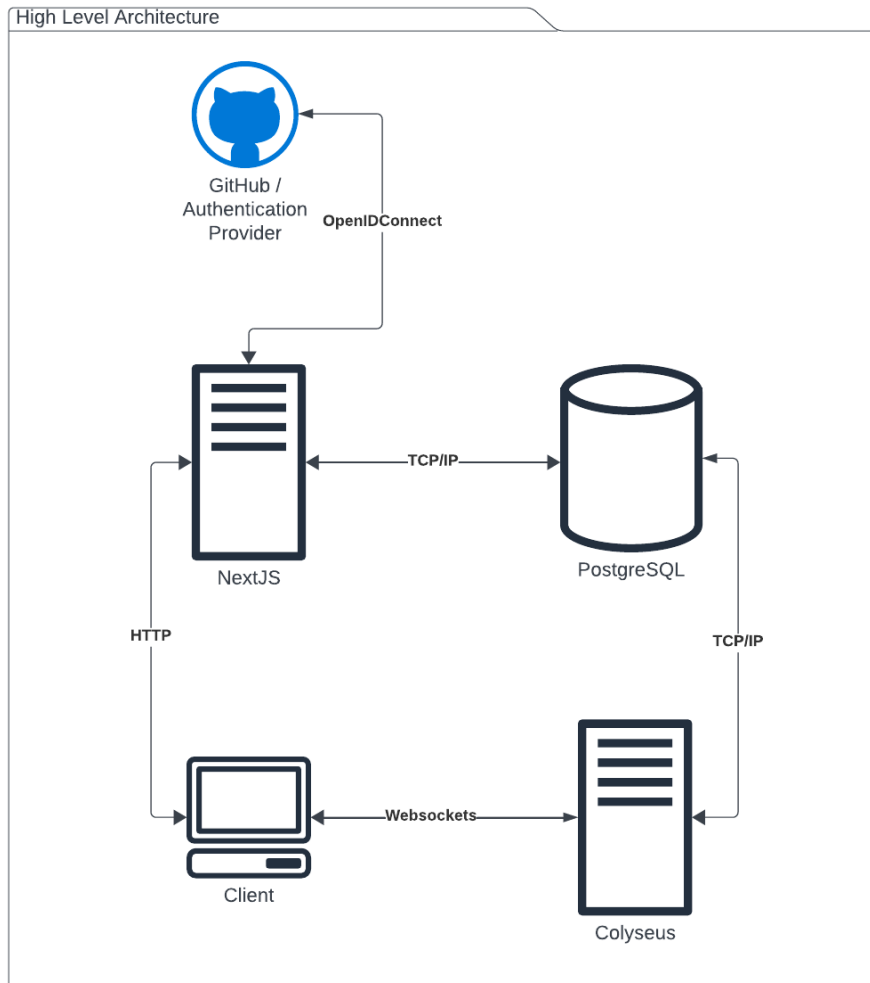 High Level Architecture
GitHub /
Authentication
Provider
OpenIDConnect
TCP/IP
NextJS
PostgreSQL
HTTP
TCP/IP
Websockets
Client
Colyseus